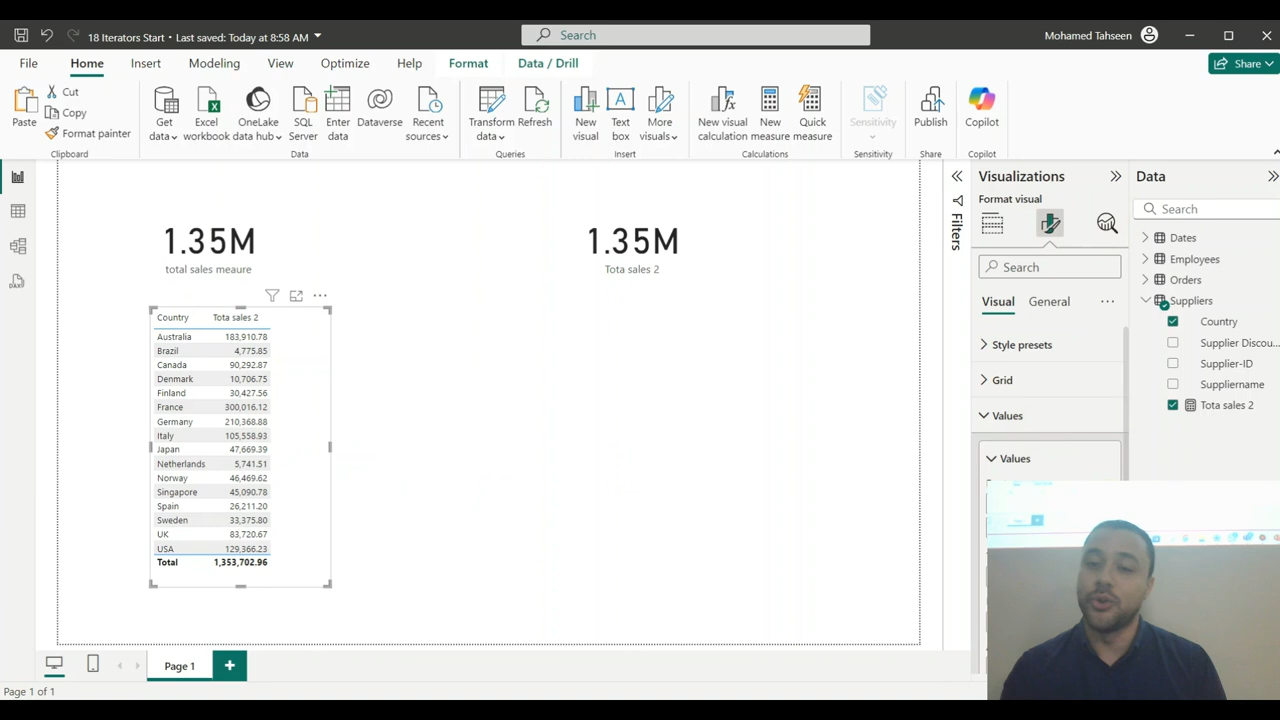 18 Iterators Start • Last saved: Today at 8:58 AM
Search
Mohamed Tahseen
File
Home
Insert
Modeling
View
Optimize
Help
Format
Data / Drill
Share
Paste
Cut
Copy
Format painter
Clipboard
Get data
Excel workbook
OneLake data hub
SQL Server
Enter data
Dataverse
Recent sources
Data
Transform data
Refresh
Queries
New visual
Text box
More visuals
Insert
New visual calculation
New measure
Quick measure
Calculations
Sensitivity
Sensitivity
Publish
Share
Copilot
Copilot
1.35M
total sales meaure
1.35M
Tota sales 2
Country Tota sales 2
Australia 183,910.78
Brazil 4,775.85
Canada 90,292.87
Denmark 10,706.75
Finland 30,427.56
France 300,016.12
Germany 210,368.88
Italy 105,558.93
Japan 47,669.39
Netherlands 5,741.51
Norway 46,469.62
Singapore 45,090.78
Spain 26,211.20
Sweden 33,375.80
UK 83,720.67
USA 129,366.23
Total 1,353,702.96
Filters
Visualizations
Format visual
Search
Visual
General
Style presets
Grid
Values
Values
Data
Search
Dates
Employees
Orders
Suppliers
Country
Supplier Discou...
Supplier-ID
Suppliername
Tota sales 2
Page 1
Page 1 of 1